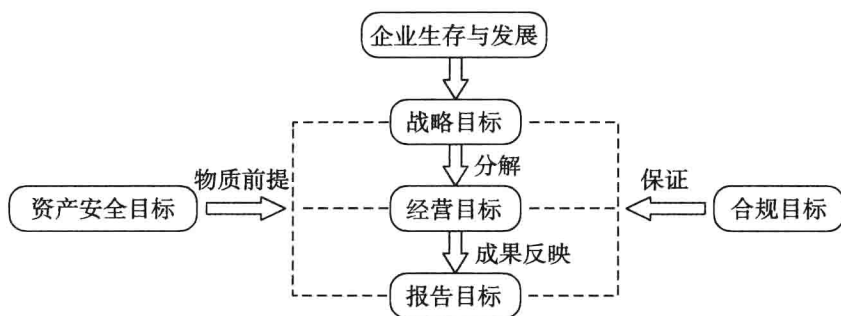 企业生存与发展
战略目标
分解
物质前提
保证
资产安全目标
经营目标
合规目标
成果反映
报告目标